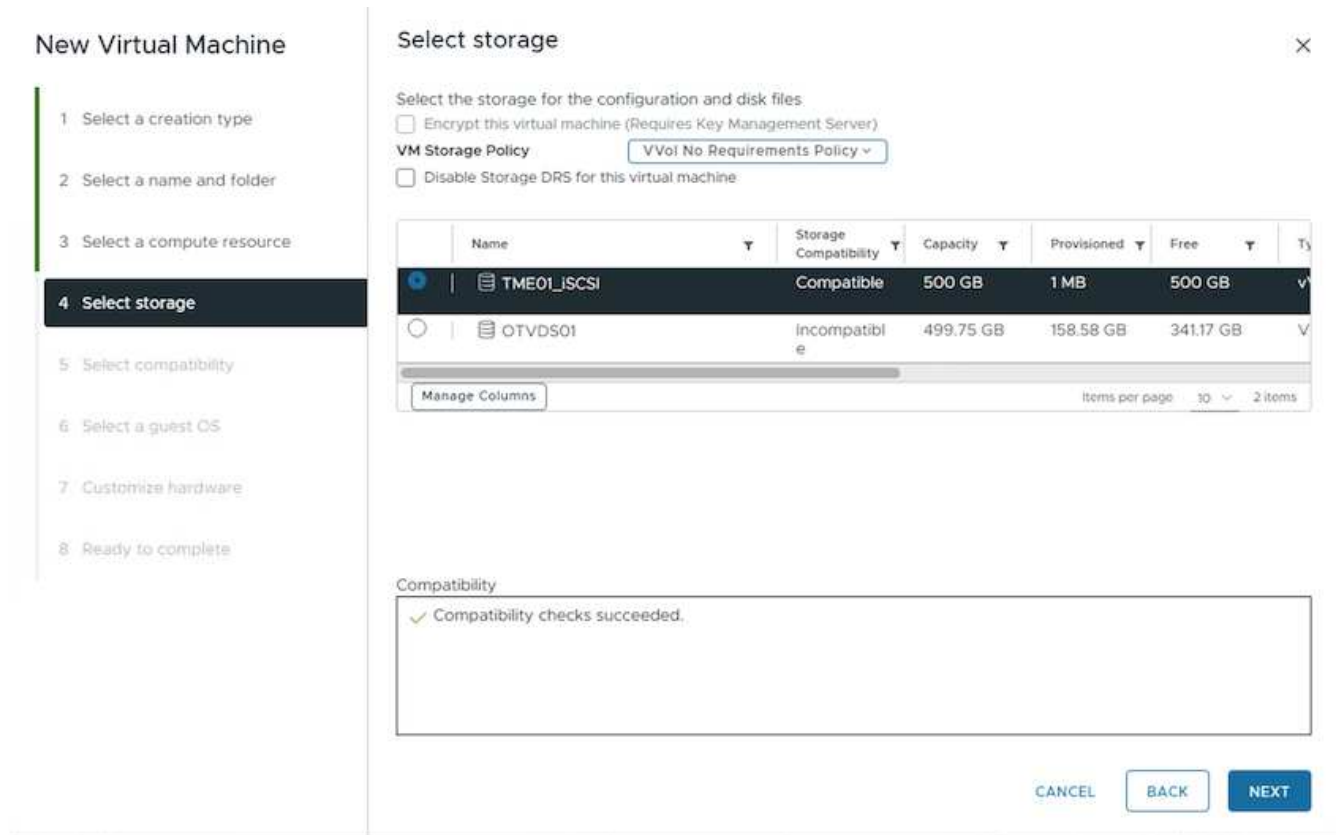 New Virtual Machine
1 Select a creation type
2 Select a name and folder
3 Select a compute resource
4 Select storage
5 Select compatibility
6 Select a guest OS
7 Customize hardware
8 Ready to complete
Select storage
Select the storage for the configuration and disk files
Encrypt this virtual machine (Requires Key Management Server)
VM Storage Policy VVol No Requirements Policy
Disable Storage DRS for this virtual machine
Name Storage Compatibility Capacity Provisioned Free Ty
TME01_iSCSI Compatible 500 GB 1 MB 500 GB v
OTVDS01 Incompatibl 499.75 GB 158.58 GB 341.17 GB V
e
Manage Columns Items per page 10 2 items
Compatibility
Compatibility checks succeeded.
CANCEL BACK NEXT